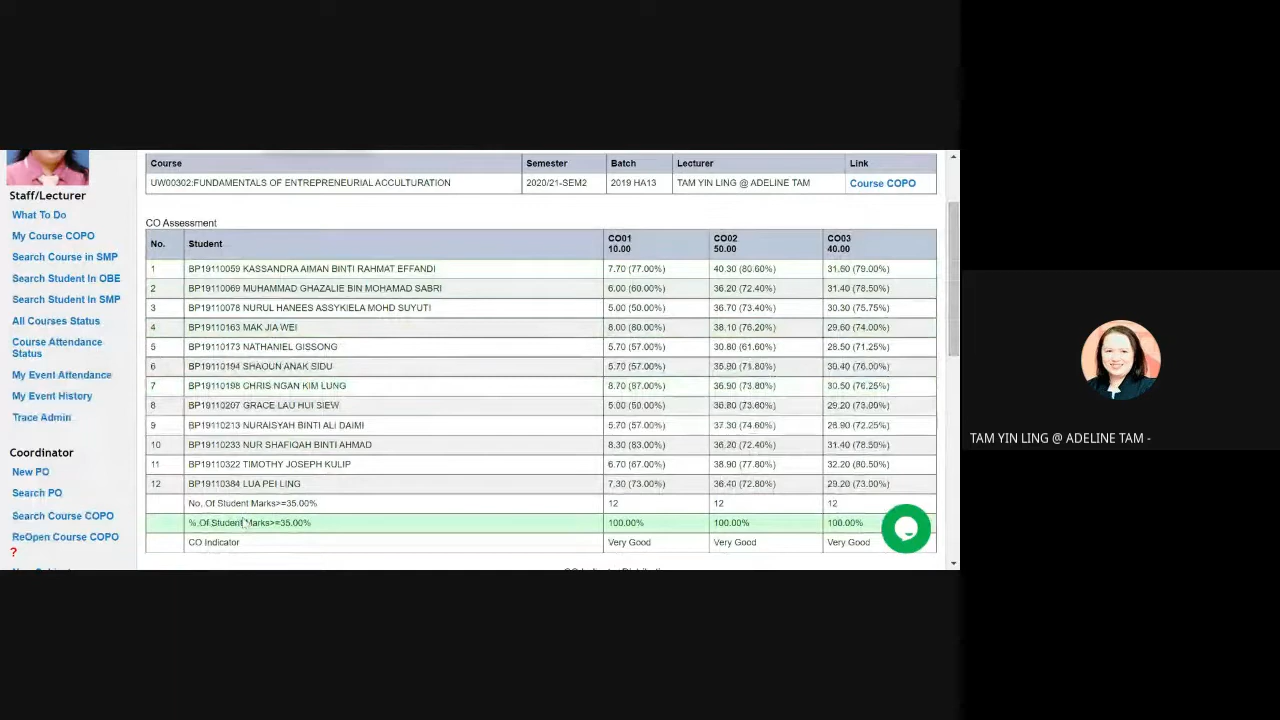 Staff/Lecturer
What To Do
My Course COPO
Search Course in SMP
Search Student In OBE
Search Student In SMP
All Courses Status
Course Attendance
Status
My Event Attendance
My Event History
Trace Admin
Coordinator
New PO
Search PO
Search Course COPO
ReOpen Course COPO
?
Course Semester Batch Lecturer Link
UW00302:FUNDAMENTALS OF ENTREPRENEURIAL ACCULTURATION 2020/21-SEM2 2019 HA13 TAM YIN LING @ ADELINE TAM Course COPO
CO Assessment
No. Student CO01 10.00 CO02 50.00 CO03 40.00
1 BP19110059 KASSANDRA AIMAN BINTI RAHMAT EFFANDI 7.70 (77.00%) 40.30 (80.60%) 31.60 (79.00%)
2 BP19110069 MUHAMMAD GHAZALIE BIN MOHAMAD SABRI 6.00 (60.00%) 36.20 (72.40%) 31.40 (78.50%)
3 BP19110078 NURUL HANEES ASSYKIELA MOHD SUYUTI 5.00 (50.00%) 36.70 (73.40%) 30.30 (75.75%)
4 BP19110163 MAK JIA WEI 8.00 (80.00%) 38.10 (76.20%) 29.60 (74.00%)
5 BP19110173 NATHANIEL GISSONG 5.70 (57.00%) 30.80 (61.60%) 28.50 (71.25%)
6 BP19110194 SHAOUN ANAK SIDU 5.70 (57.00%) 35.90 (71.80%) 30.40 (76.00%)
7 BP19110198 CHRIS NGAN KIM LUNG 8.70 (87.00%) 36.90 (73.80%) 30.50 (76.25%)
8 BP19110207 GRACE LAU HUI SIEW 5.00 (50.00%) 36.80 (73.60%) 29.20 (73.00%)
9 BP19110213 NURAISYAH BINTI ALI DAIMI 5.70 (57.00%) 37.30 (74.60%) 28.90 (72.25%)
10 BP19110233 NUR SHAFIQAH BINTI AHMAD 8.30 (83.00%) 36.20 (72.40%) 31.40 (78.50%)
11 BP19110322 TIMOTHY JOSEPH KULIP 6.70 (67.00%) 38.90 (77.80%) 32.20 (80.50%)
12 BP19110384 LUA PEI LING 7.30 (73.00%) 36.40 (72.80%) 29.20 (73.00%)
No. Of Student Marks>=35.00% 12 12 12
% Of Student Marks>=35.00% 100.00% 100.00% 100.00%
CO Indicator Very Good Very Good Very Good
TAM YIN LING @ ADELINE TAM -